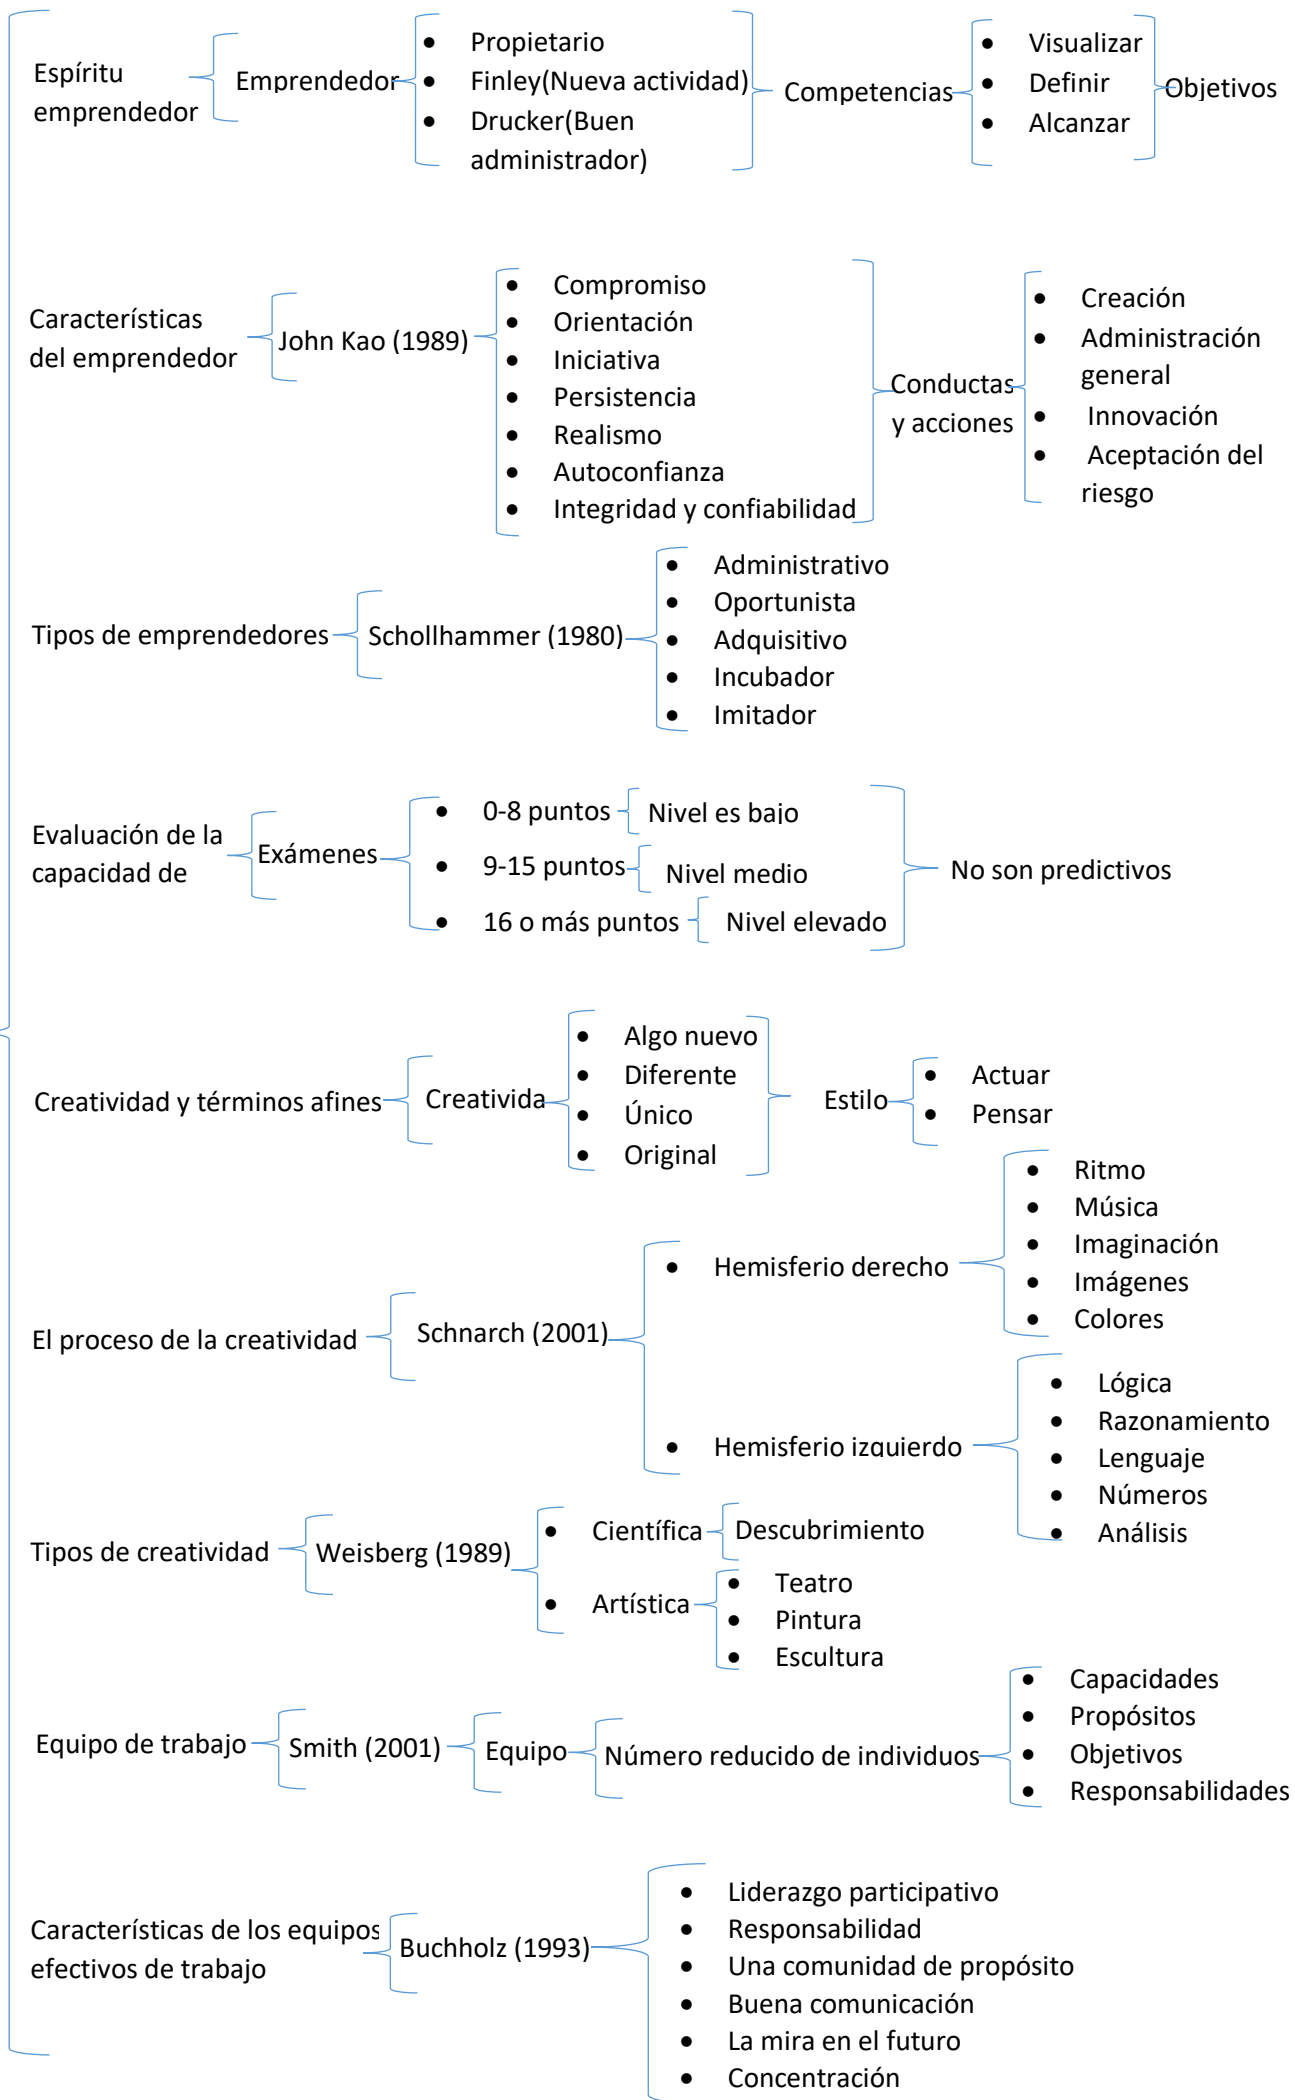 Espíritu
emprendedor
Emprendedor
• Propietario
• Finley(Nueva actividad)
• Drucker(Buen
administrador)
Competencias
• Visualizar
• Definir
• Alcanzar
Objetivos
Características
del emprendedor
John Kao (1989)
• Compromiso
• Orientación
• Iniciativa
• Persistencia
• Realismo
• Autoconfianza
• Integridad y confiabilidad
Conductas
y acciones
• Creación
• Administración
general
• Innovación
• Aceptación del
riesgo
Tipos de emprendedores
Schollhammer (1980)
• Administrativo
• Oportunista
• Adquisitivo
• Incubador
• Imitador
Evaluación de la
capacidad de
Exámenes
• 0-8 puntos
Nivel es bajo
• 9-15 puntos
Nivel medio
• 16 o más puntos
Nivel elevado
No son predictivos
Creatividad y términos afines
Creativida
• Algo nuevo
• Diferente
• Único
• Original
Estilo
• Actuar
• Pensar
El proceso de la creatividad
Schnarch (2001)
• Hemisferio derecho
• Ritmo
• Música
• Imaginación
• Imágenes
• Colores
• Hemisferio izquierdo
• Lógica
• Razonamiento
• Lenguaje
• Números
• Análisis
Tipos de creatividad
Weisberg (1989)
• Científica
Descubrimiento
• Artística
• Teatro
• Pintura
• Escultura
Equipo de trabajo
Smith (2001)
Equipo
Número reducido de individuos
• Capacidades
• Propósitos
• Objetivos
• Responsabilidades
Características de los equipos
efectivos de trabajo
Buchholz (1993)
• Liderazgo participativo
• Responsabilidad
• Una comunidad de propósito
• Buena comunicación
• La mira en el futuro
• Concentración